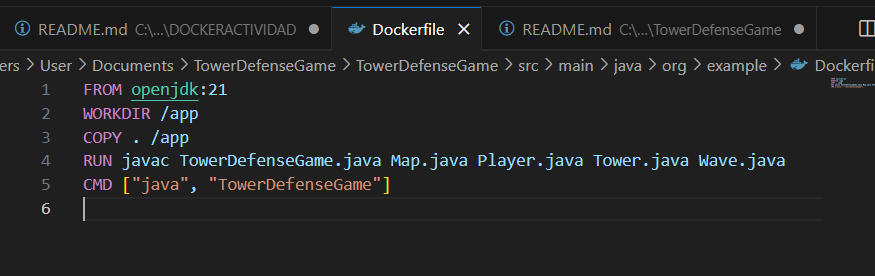 README.md C:\...\DOCKERACTIVIDAD
Dockerfile
README.md C:\...\TowerDefenseGame
ers > User > Documents > TowerDefenseGame > TowerDefenseGame > src > main > java > org > example > Dockerfi
1 FROM openjdk:21
2 WORKDIR /app
3 COPY . /app
4 RUN javac TowerDefenseGame.java Map.java Player.java Tower.java Wave.java
5 CMD ["java", "TowerDefenseGame"]
6